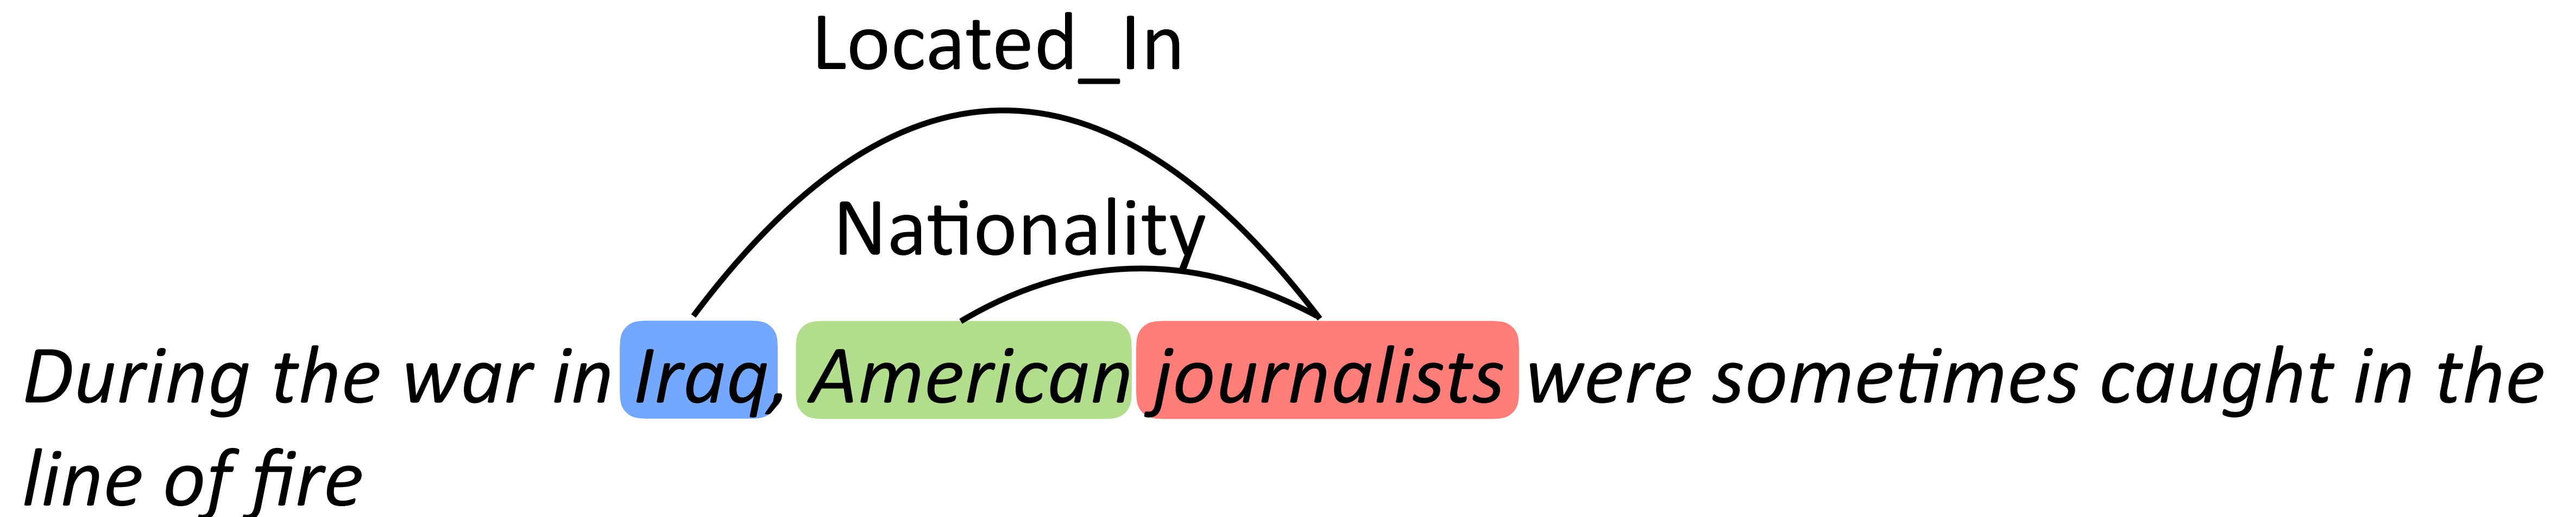 Located_In
Nationality
During the war in Iraq, American journalists were sometimes caught in the
line of fire